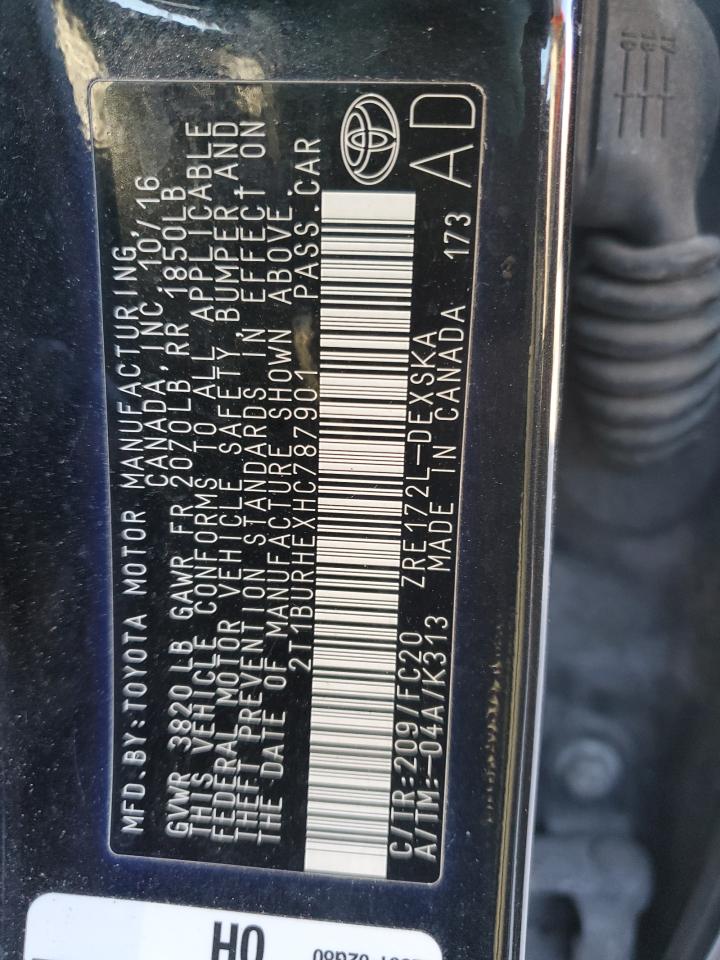 MFD.BY:TOYOTA MOTOR MANUFACTURING,
CANADA, INC 10/16
GVWR 3820LB GAWR FR 2070LB, RR 1850LB
THIS VEHICLE CONFORMS TO ALL APPLICABLE
FEDERAL MOTOR VEHICLE SAFETY, BUMPER AND
THEFT PREVENTION STANDARDS IN EFFECT ON
THE DATE OF MANUFACTURE SHOWN ABOVE.
2T1BURHEXHC787901 PASS.CAR
C/TR:209/FC20 ZRE172L-DEXSKA
A/TM:-04A/K313 MADE IN CANADA 173
AD
HO